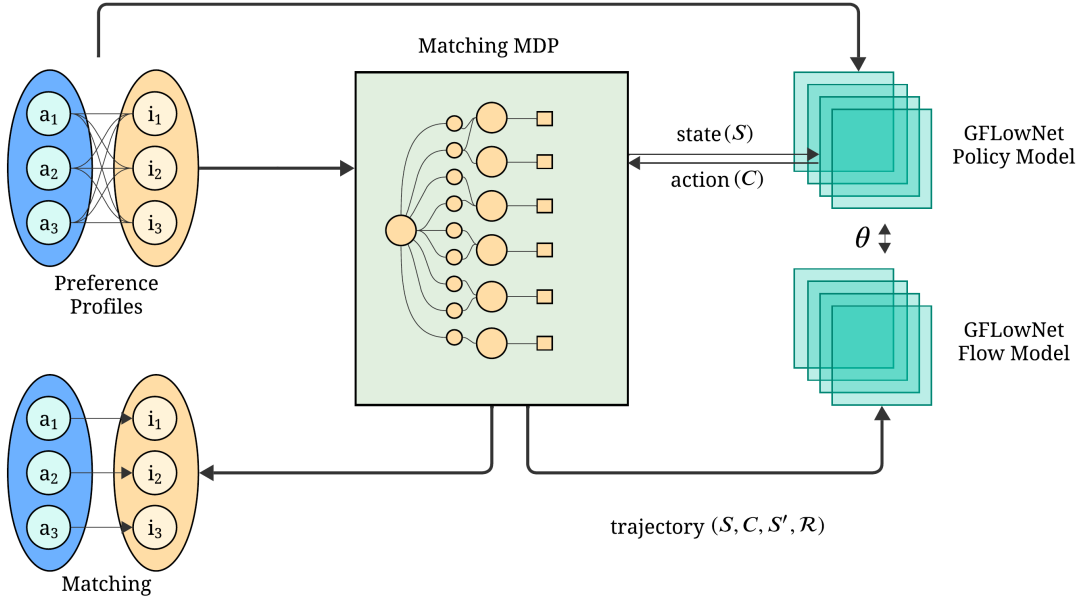 Matching MDP
a1
i1
a2
i2
a3
i3
Preference
Profiles
state (S)
action (C)
GFLowNet
Policy Model
θ
GFLowNet
Flow Model
a1
i1
a2
i2
a3
i3
Matching
trajectory (S, C, S′, R)